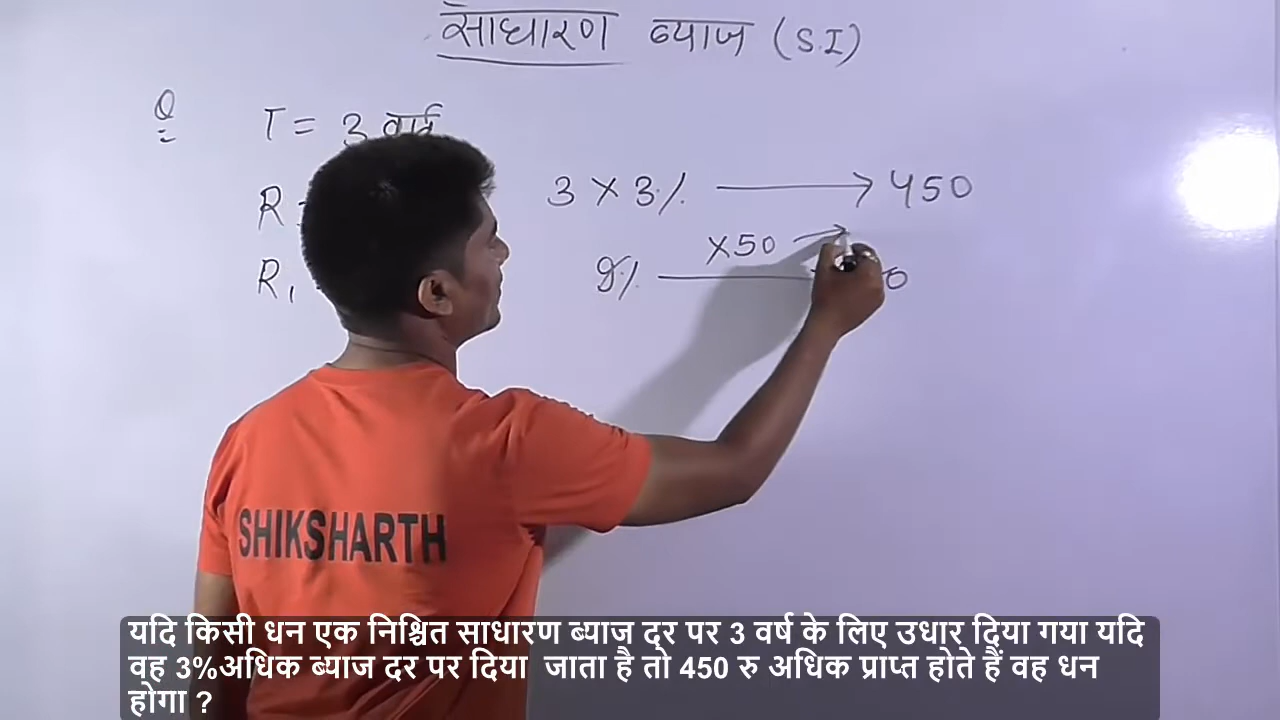 साधारण ब्याज (S.I)
Q T = 3 वर्ष
3 × 3% → 450
R
×50 →
R₁ 9% 0
SHIKSHARTH
यदि किसी धन एक निश्चित साधारण ब्याज दर पर 3 वर्ष के लिए उधार दिया गया यदि
वह 3%अधिक ब्याज दर पर दिया जाता है तो 450 रु अधिक प्राप्त होते हैं वह धन
होगा ?